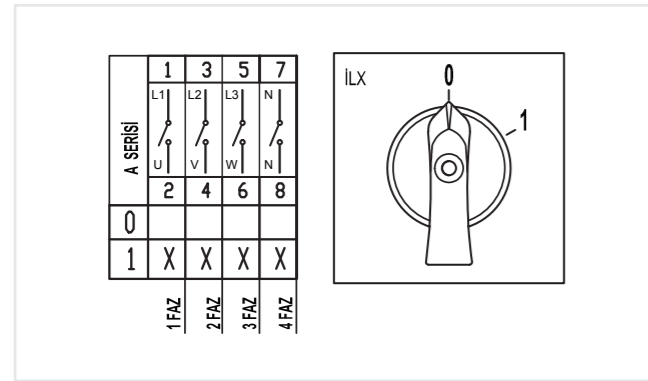 A SERİSİ
1 3 5 7
L1 L2 L3 N
U V W N
2 4 6 8
0
1 X X X X
1 FAZ
2 FAZ
3 FAZ
4 FAZ
İLX
0
1